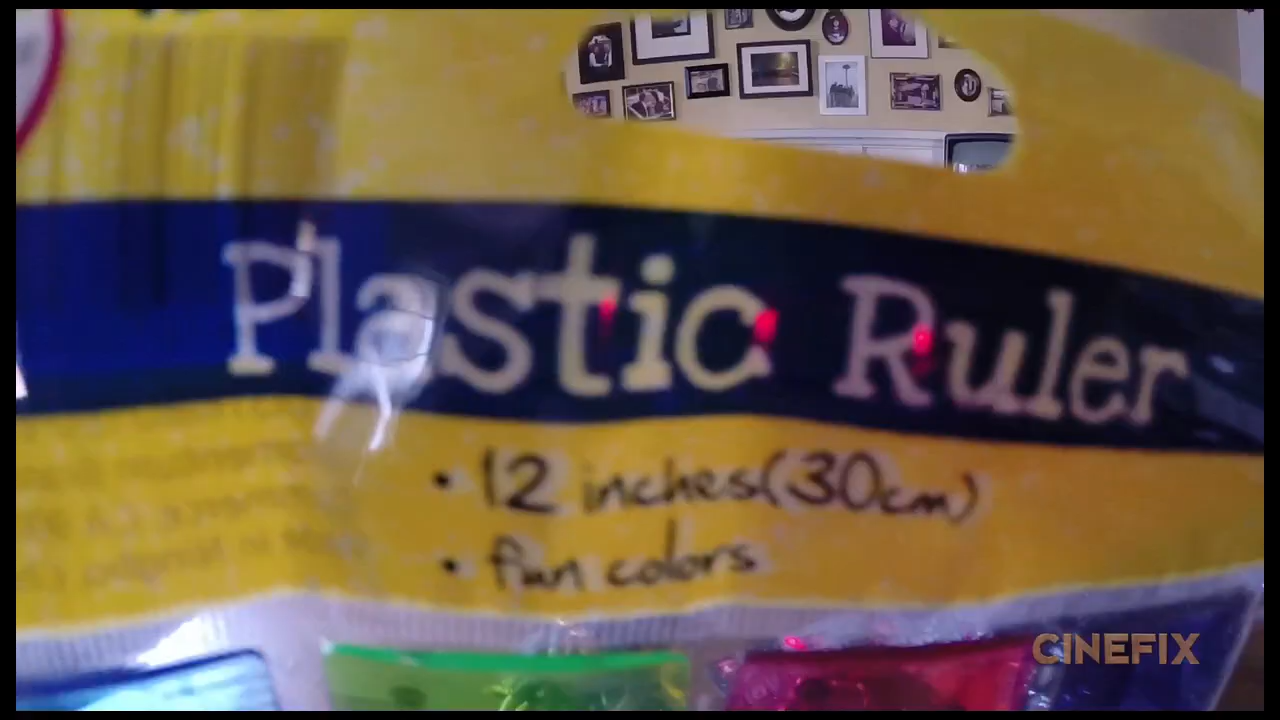 Plastic Ruler
• 12 inches(30cm)
• fun colors
CINEFIX